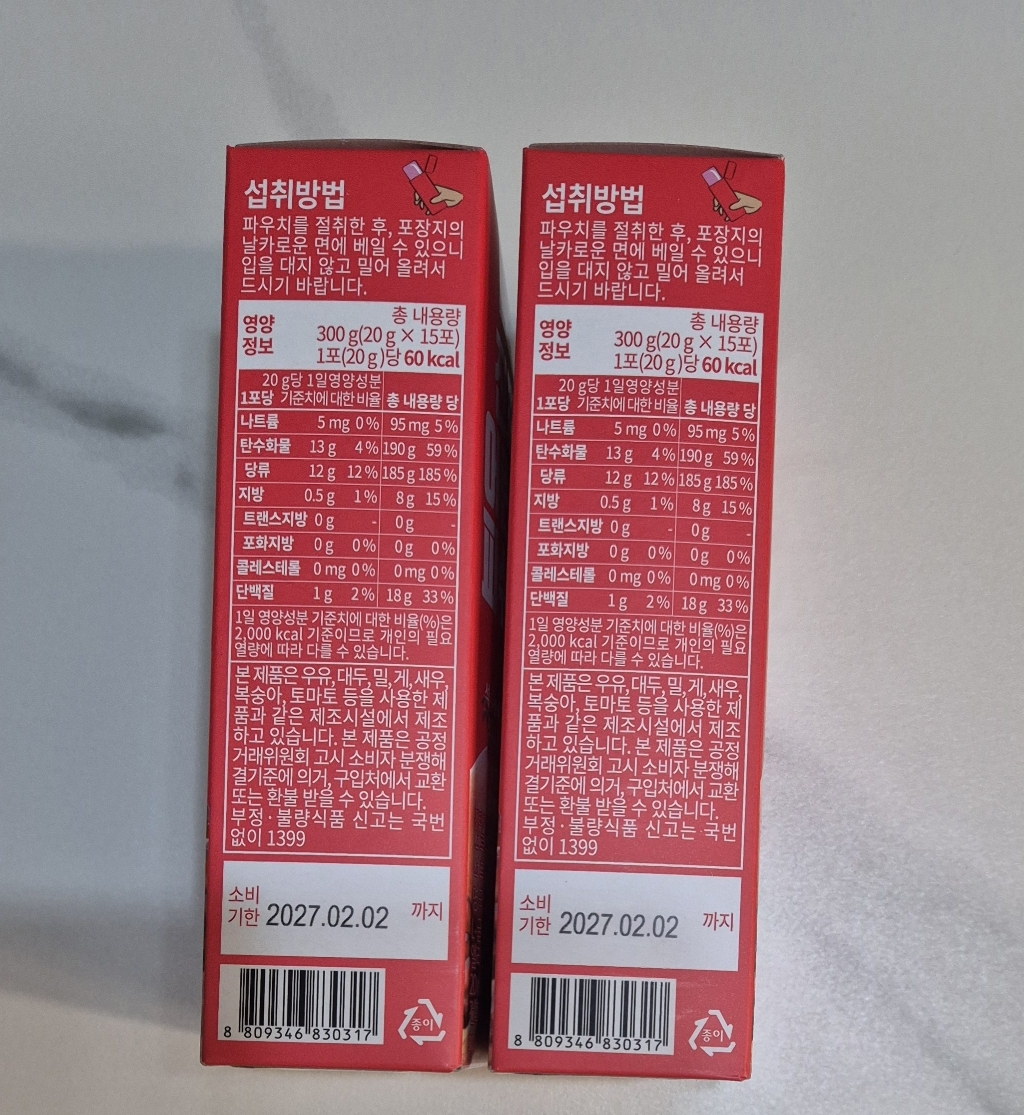 섭취방법
파우치를 절취한 후, 포장지의
날카로운 면에 베일 수 있으니
입을 대지 않고 밀어 올려서
드시기 바랍니다.
영양
정보
총 내용량
300 g(20 g × 15포)
1포(20 g)당 60 kcal
20 g당 1일영양성분
1포당 기준치에 대한 비율 총 내용량 당
나트륨 5 mg 0% 95 mg 5%
탄수화물 13 g 4% 190 g 59%
당류 12 g 12% 185 g 185%
지방 0.5 g 1% 8 g 15%
트랜스지방 0 g - 0 g -
포화지방 0 g 0% 0 g 0%
콜레스테롤 0 mg 0% 0 mg 0%
단백질 1 g 2% 18 g 33%
1일 영양성분 기준치에 대한 비율(%)은
2,000 kcal 기준이므로 개인의 필요
열량에 따라 다를 수 있습니다.
본 제품은 우유, 대두, 밀, 게, 새우,
복숭아, 토마토 등을 사용한 제
품과 같은 제조시설에서 제조
하고 있습니다. 본 제품은 공정
거래위원회 고시 소비자 분쟁해
결기준에 의거, 구입처에서 교환
또는 환불 받을 수 있습니다.
부정·불량식품 신고는 국번
없이 1399
소비
기한 2027.02.02 까지
8 809346 830317
종이
섭취방법
파우치를 절취한 후, 포장지의
날카로운 면에 베일 수 있으니
입을 대지 않고 밀어 올려서
드시기 바랍니다.
영양
정보
총 내용량
300 g(20 g × 15포)
1포(20 g)당 60 kcal
20 g당 1일영양성분
1포당 기준치에 대한 비율 총 내용량 당
나트륨 5 mg 0% 95 mg 5%
탄수화물 13 g 4% 190 g 59%
당류 12 g 12% 185 g 185%
지방 0.5 g 1% 8 g 15%
트랜스지방 0 g - 0 g -
포화지방 0 g 0% 0 g 0%
콜레스테롤 0 mg 0% 0 mg 0%
단백질 1 g 2% 18 g 33%
1일 영양성분 기준치에 대한 비율(%)은
2,000 kcal 기준이므로 개인의 필요
열량에 따라 다를 수 있습니다.
본 제품은 우유, 대두, 밀, 게, 새우,
복숭아, 토마토 등을 사용한 제
품과 같은 제조시설에서 제조
하고 있습니다. 본 제품은 공정
거래위원회 고시 소비자 분쟁해
결기준에 의거, 구입처에서 교환
또는 환불 받을 수 있습니다.
부정·불량식품 신고는 국번
없이 1399
소비
기한 2027.02.02 까지
8 809346 830317
종이